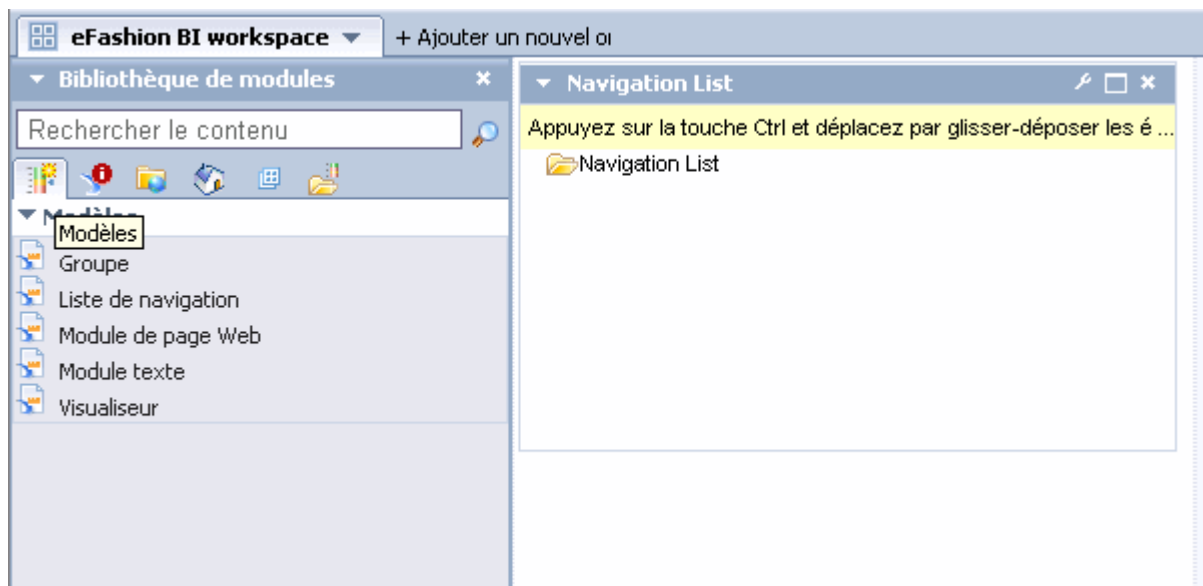 eFashion BI workspace
+ Ajouter un nouvel
Bibliothèque de modules
Rechercher le contenu
Modèles
Modèles
Groupe
Liste de navigation
Module de page Web
Module texte
Visualiseur
Navigation List
Appuyez sur la touche Ctrl et déplacez par glisser-déposer les é ...
Navigation List